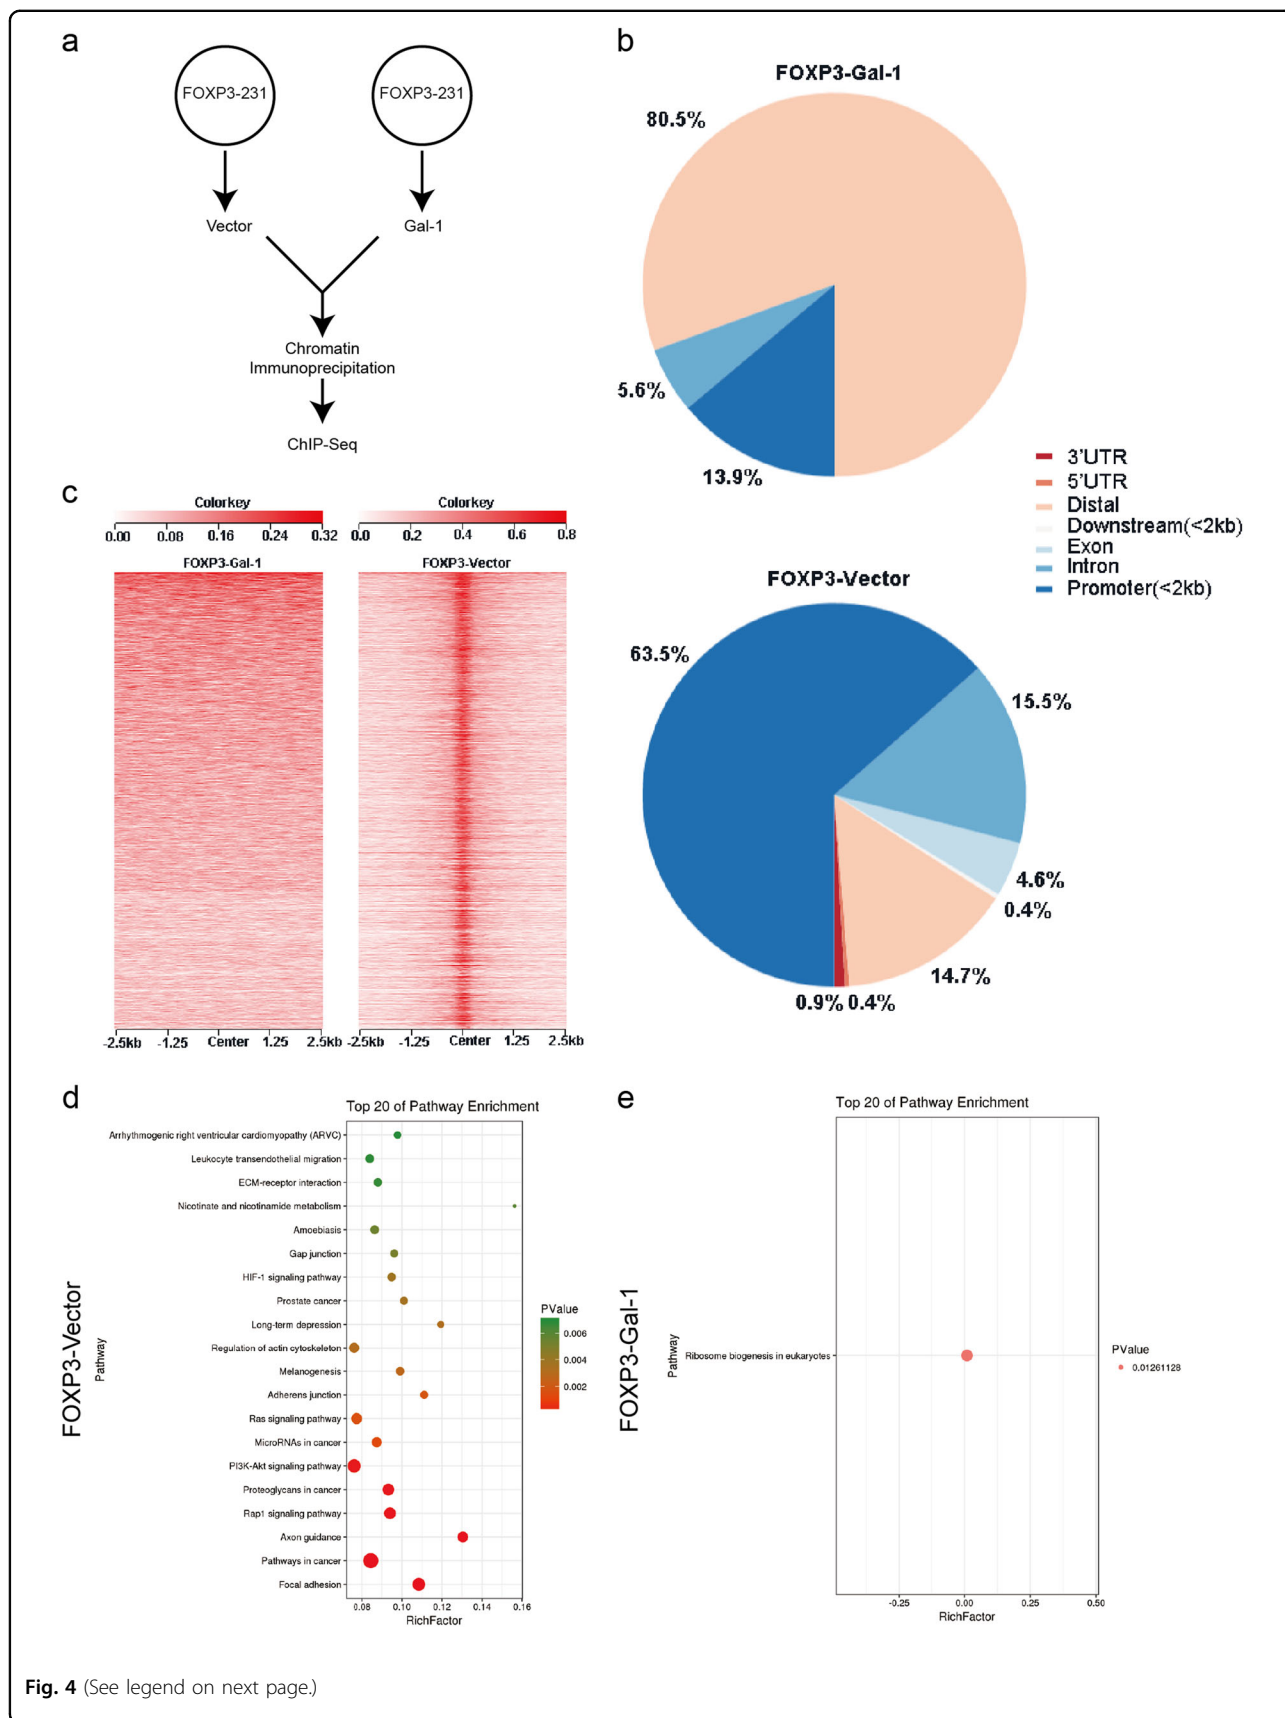 a
FOXP3-231
FOXP3-231
Vector
Gal-1
Chromatin
Immunoprecipitation
ChIP-Seq
b
FOXP3-Gal-1
80.5%
5.6%
13.9%
3'UTR
5'UTR
Distal
Downstream(<2kb)
Exon
Intron
Promoter(<2kb)
FOXP3-Vector
63.5%
15.5%
4.6%
0.4%
14.7%
0.9% 0.4%
c
Colorkey
0.00 0.08 0.16 0.24 0.32
FOXP3-Gal-1
-2.5kb -1.25 Center 1.25 2.5kb
Colorkey
0.0 0.2 0.4 0.6 0.8
FOXP3-Vector
-2.5kb -1.25 Center 1.25 2.5kb
d
FOXP3-Vector
Top 20 of Pathway Enrichment
Pathway
Arrhythmogenic right ventricular cardiomyopathy (ARVC)
Leukocyte transendothelial migration
ECM-receptor interaction
Nicotinate and nicotinamide metabolism
Amoebiasis
Gap junction
HIF-1 signaling pathway
Prostate cancer
Long-term depression
Regulation of actin cytoskeleton
Melanogenesis
Adherens junction
Ras signaling pathway
MicroRNAs in cancer
PI3K-Akt signaling pathway
Proteoglycans in cancer
Rap1 signaling pathway
Axon guidance
Pathways in cancer
Focal adhesion
0.08 0.10 0.12 0.14 0.16
RichFactor
PValue
0.006
0.004
0.002
e
FOXP3-Gal-1
Top 20 of Pathway Enrichment
Pathway
Ribosome biogenesis in eukaryotes
-0.25 0.00 0.25 0.50
RichFactor
PValue
0.01261128
Fig. 4 (See legend on next page.)